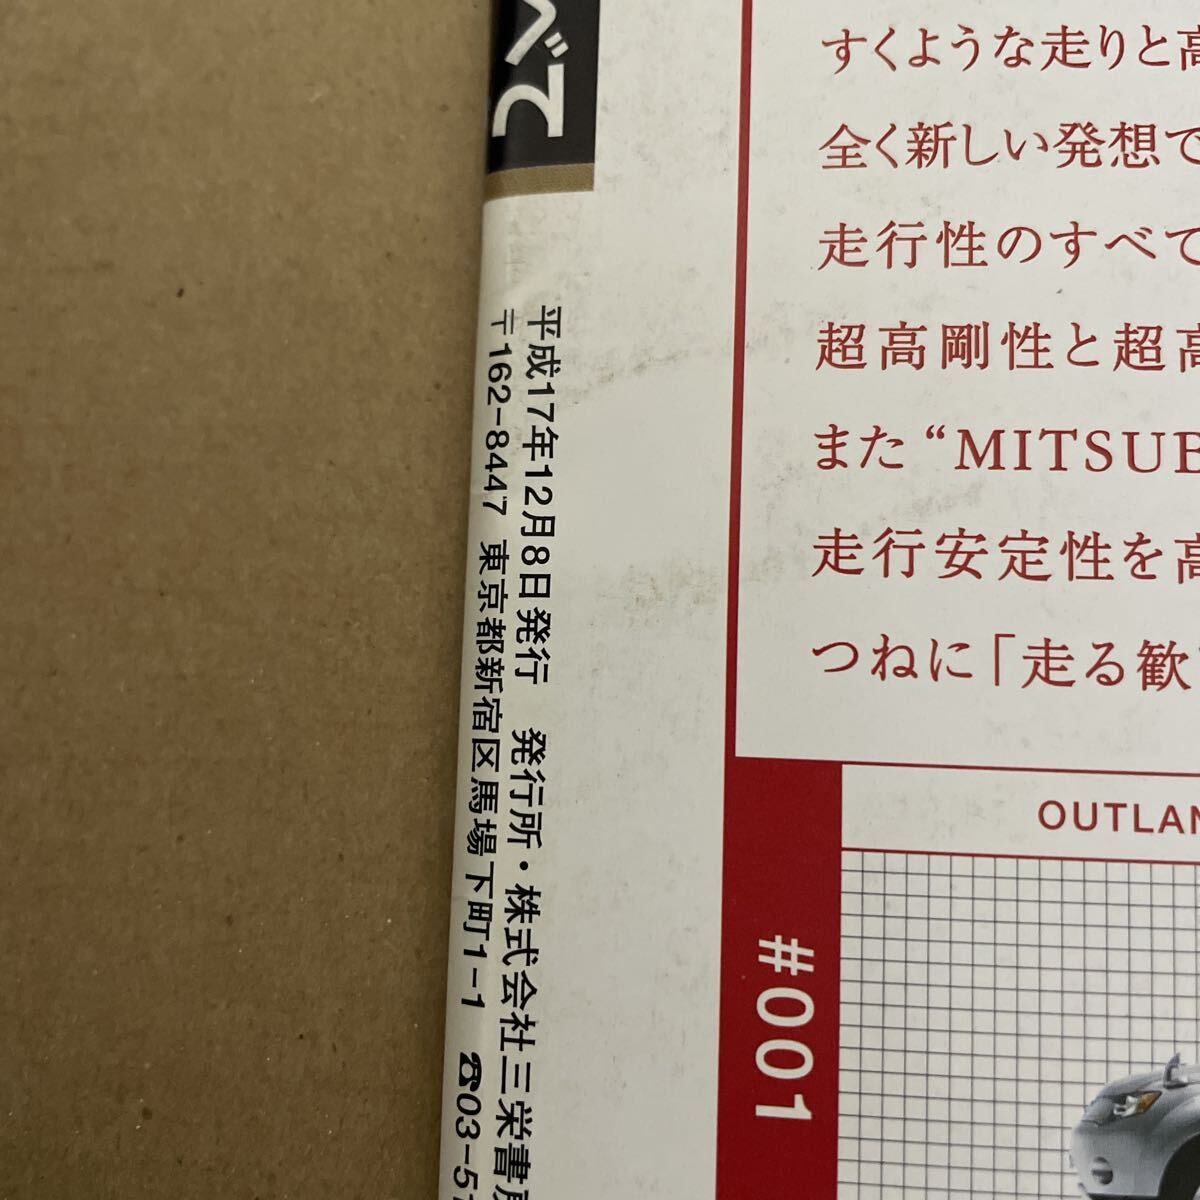 べて
平成17年12月8日発行 発行所・株式会社三栄書房
〒162-8447 東京都新宿区馬場下町1-1 ☎03-5
すくような走りと高
全く新しい発想で
走行性のすべて
超高剛性と超高
また“MITSUB
走行安定性を高
つねに「走る歓
OUTLAN
#001